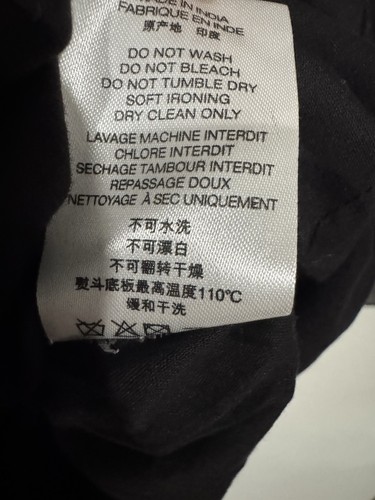 MADE IN INDIA
FABRIQUE EN INDE
原产地 印度
DO NOT WASH
DO NOT BLEACH
DO NOT TUMBLE DRY
SOFT IRONING
DRY CLEAN ONLY
LAVAGE MACHINE INTERDIT
CHLORE INTERDIT
SECHAGE TAMBOUR INTERDIT
REPASSAGE DOUX
NETTOYAGE À SEC UNIQUEMENT
不可水洗
不可漂白
不可翻转干燥
熨斗底板最高温度110℃
缓和干洗